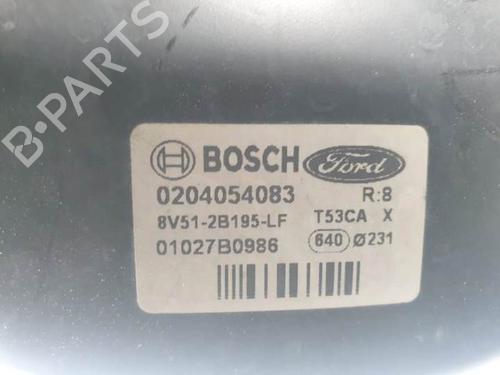 B-PARTS
BOSCH Ford
0204054083 R:8
8V51-2B195-LF T53CA X
01027B0986 640 Ø231